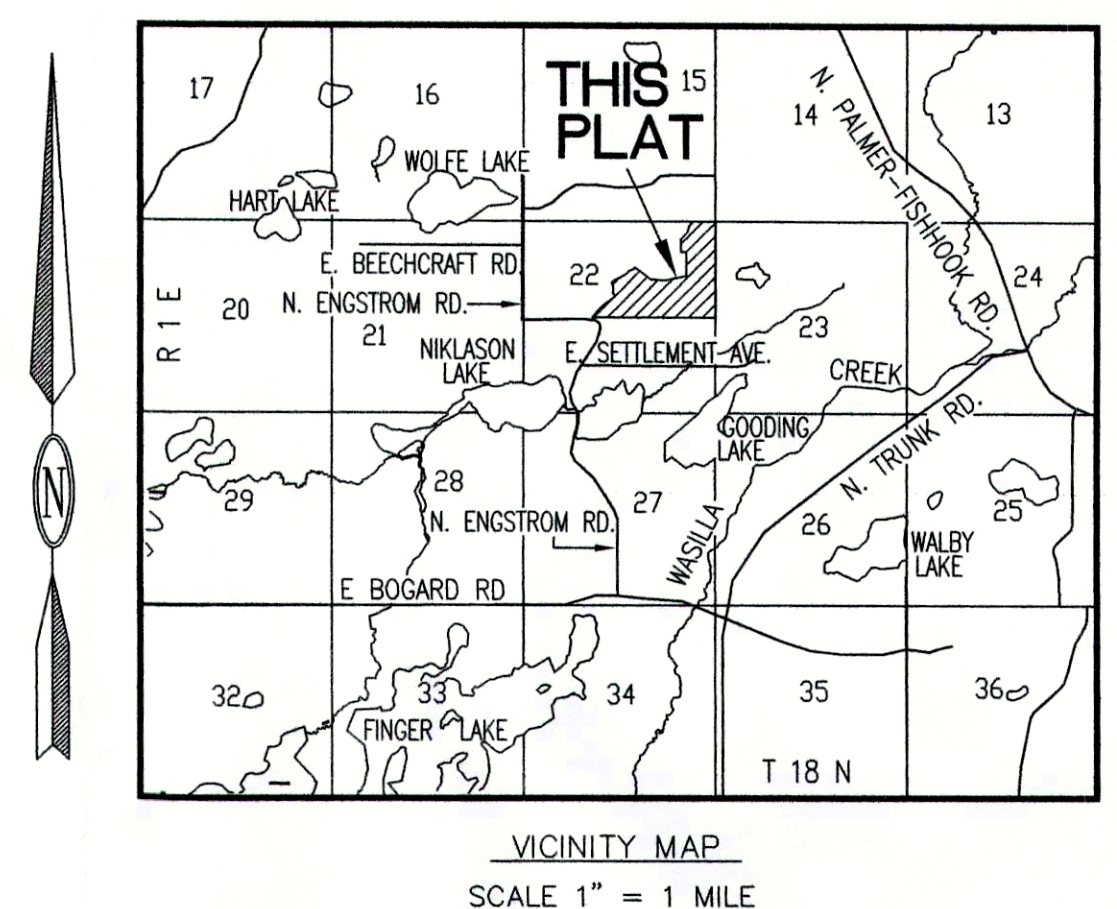 17
16
THIS
PLAT
15
14
13
N. PALMER-FISHHOOK RD.
WOLFE LAKE
HART LAKE
E. BEECHCRAFT RD.
22
24
N. ENGSTROM RD.
R 1 E
20
21
23
NIKLASON
LAKE
E. SETTLEMENT AVE.
CREEK
GOODING
LAKE
N. TRUNK RD.
N
29
28
27
26
25
N. ENGSTROM RD.
WASILLA
WALBY
LAKE
E BOGARD RD
32
33
34
35
36
FINGER LAKE
T 18 N
VICINITY MAP
SCALE 1" = 1 MILE